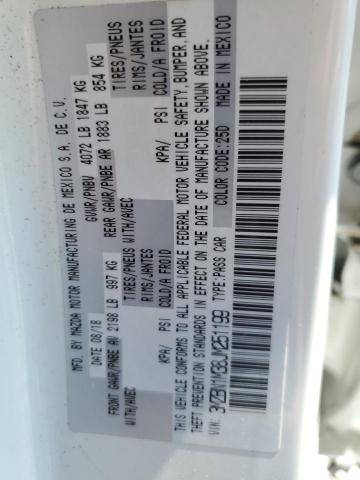 MFD. BY MAZDA MOTOR MANUFACTURING DE MEXICO S.A. DE C.V.
DATE 06/18 GVWR/PNBV 4072 LB 1847 KG
FRONT GAWR/PNBE AV 2198 LB 997 KG REAR GAWR/PNBE AR 1883 LB 854 KG
WITH/AVEC TIRES/PNEUS WITH/AVEC TIRES/PNEUS
RIMS/JANTES RIMS/JANTES
KPA/ PSI COLD/A FROID KPA/ PSI COLD/A FROID
THIS VEHICLE CONFORMS TO ALL APPLICABLE FEDERAL MOTOR VEHICLE SAFETY, BUMPER, AND
THEFT PREVENTION STANDARDS IN EFFECT ON THE DATE OF MANUFACTURE SHOWN ABOVE.
VIN: 3MZBN1M38JM251199 TYPE:PASS CAR COLOR CODE:25D MADE IN MEXICO